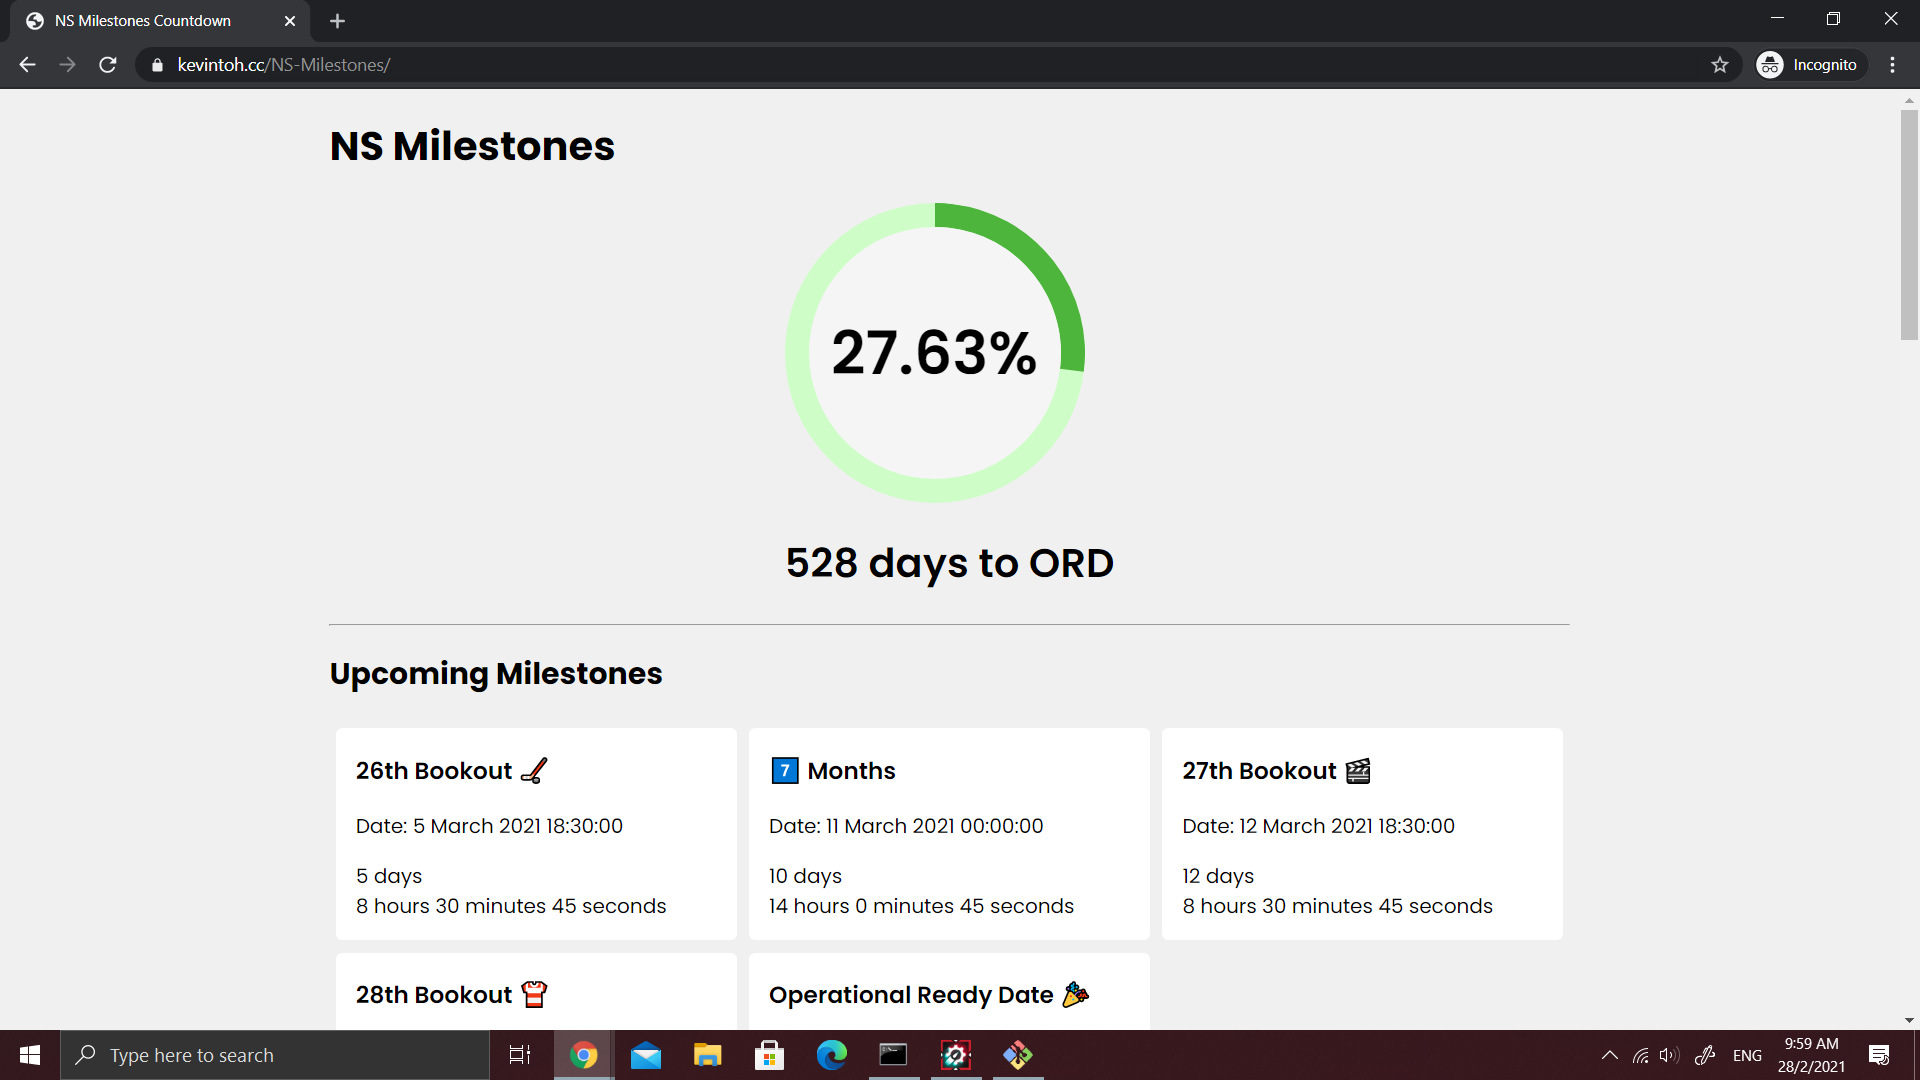 NS Milestones Countdown
kevintoh.cc/NS-Milestones/
Incognito
NS Milestones
27.63%
528 days to ORD
Upcoming Milestones
26th Bookout
Date: 5 March 2021 18:30:00
5 days
8 hours 30 minutes 45 seconds
7 Months
Date: 11 March 2021 00:00:00
10 days
14 hours 0 minutes 45 seconds
27th Bookout
Date: 12 March 2021 18:30:00
12 days
8 hours 30 minutes 45 seconds
28th Bookout
Operational Ready Date
Type here to search
ENG
9:59 AM
28/2/2021